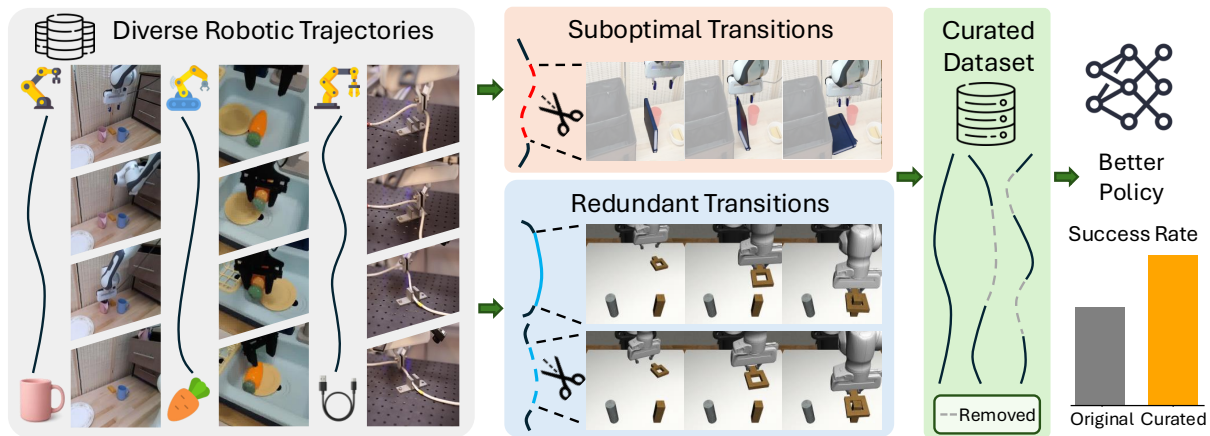 Diverse Robotic Trajectories
Suboptimal Transitions
Redundant Transitions
Curated
Dataset
Removed
Better
Policy
Success Rate
Original Curated